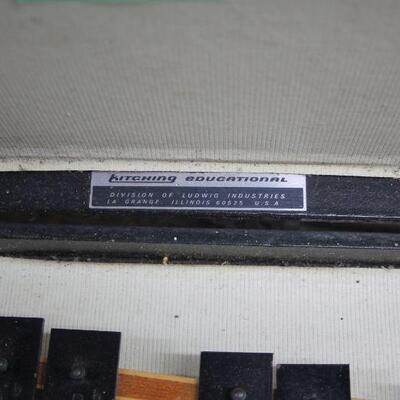 kitching educational
DIVISION OF LUDWIG INDUSTRIES
LA GRANGE, ILLINOIS 60525 U.S.A